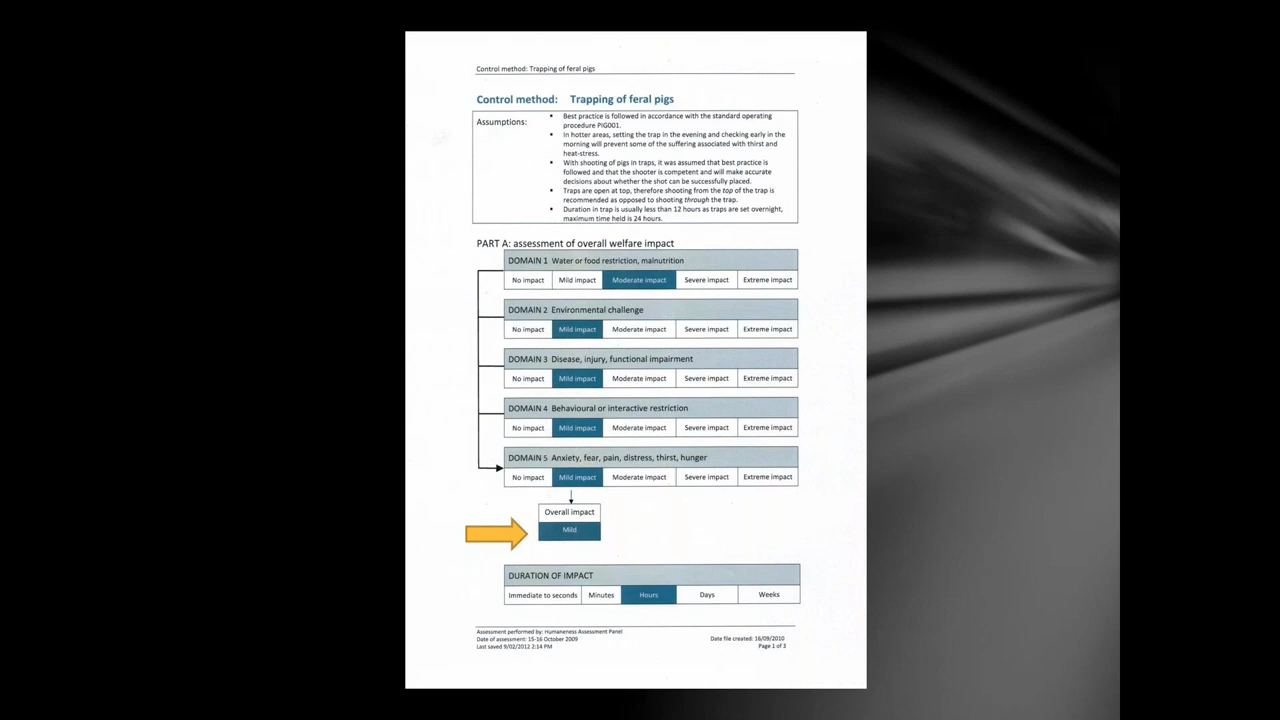 Control method: Trapping of feral pigs
Control method: Trapping of feral pigs
Assumptions:
▪ Best practice is followed in accordance with the standard operating
procedure PIG001.
▪ In hotter areas, setting the trap in the evening and checking early in the
morning will prevent some of the suffering associated with thirst and
heat-stress.
▪ With shooting of pigs in traps, it was assumed that best practice is
followed and that the shooter is competent and will make accurate
decisions about whether the shot can be successfully placed.
▪ Traps are open at top, therefore shooting from the top of the trap is
recommended as opposed to shooting through the trap.
▪ Duration in trap is usually less than 12 hours as traps are set overnight,
maximum time held is 24 hours.
PART A: assessment of overall welfare impact
DOMAIN 1 Water or food restriction, malnutrition
No impact Mild impact Moderate impact Severe impact Extreme impact
DOMAIN 2 Environmental challenge
No impact Mild impact Moderate impact Severe impact Extreme impact
DOMAIN 3 Disease, injury, functional impairment
No impact Mild impact Moderate impact Severe impact Extreme impact
DOMAIN 4 Behavioural or interactive restriction
No impact Mild impact Moderate impact Severe impact Extreme impact
DOMAIN 5 Anxiety, fear, pain, distress, thirst, hunger
No impact Mild impact Moderate impact Severe impact Extreme impact
Overall impact
Mild
DURATION OF IMPACT
Immediate to seconds Minutes Hours Days Weeks
Assessment performed by: Humaneness Assessment Panel
Date of assessment: 15-16 October 2009
Date file created: 16/09/2010
Last saved 9/02/2012 2:14 PM
Page 1 of 3